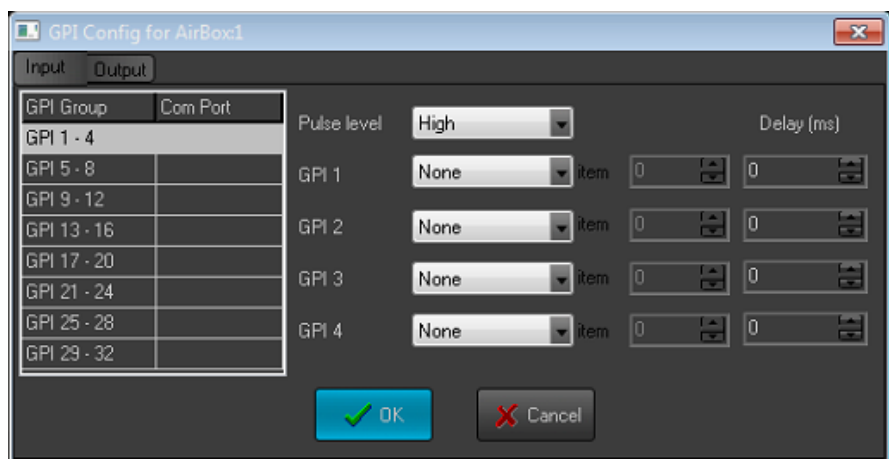 GPI Config for AirBox:1
Input Output
GPI Group Com Port
GPI 1 - 4
GPI 5 - 8
GPI 9 - 12
GPI 13 - 16
GPI 17 - 20
GPI 21 - 24
GPI 25 - 28
GPI 29 - 32
Pulse level High Delay (ms)
GPI 1 None item 0 0
GPI 2 None item 0 0
GPI 3 None item 0 0
GPI 4 None item 0 0
OK Cancel